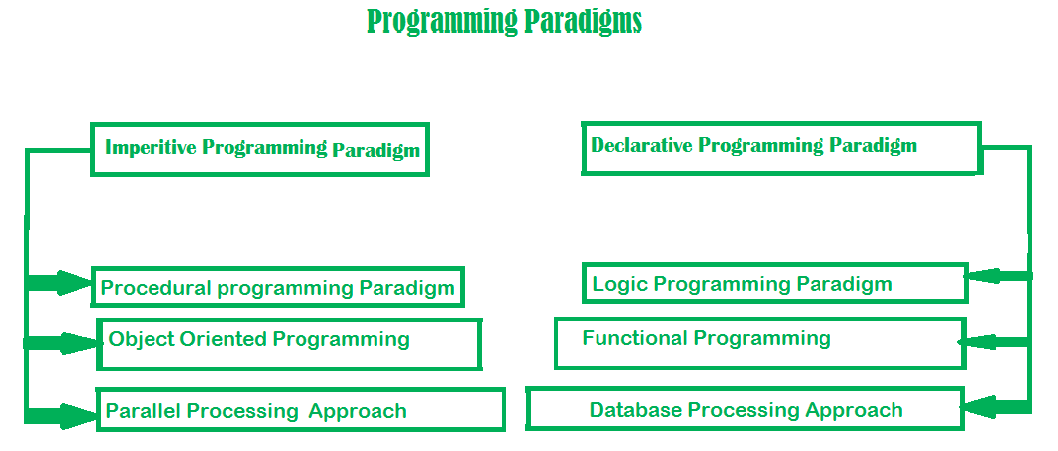 Programming Paradigms
Imperitive Programming Paradigm
Declarative Programming Paradigm
Procedural programming Paradigm
Logic Programming Paradigm
Object Oriented Programming
Functional Programming
Parallel Processing Approach
Database Processing Approach